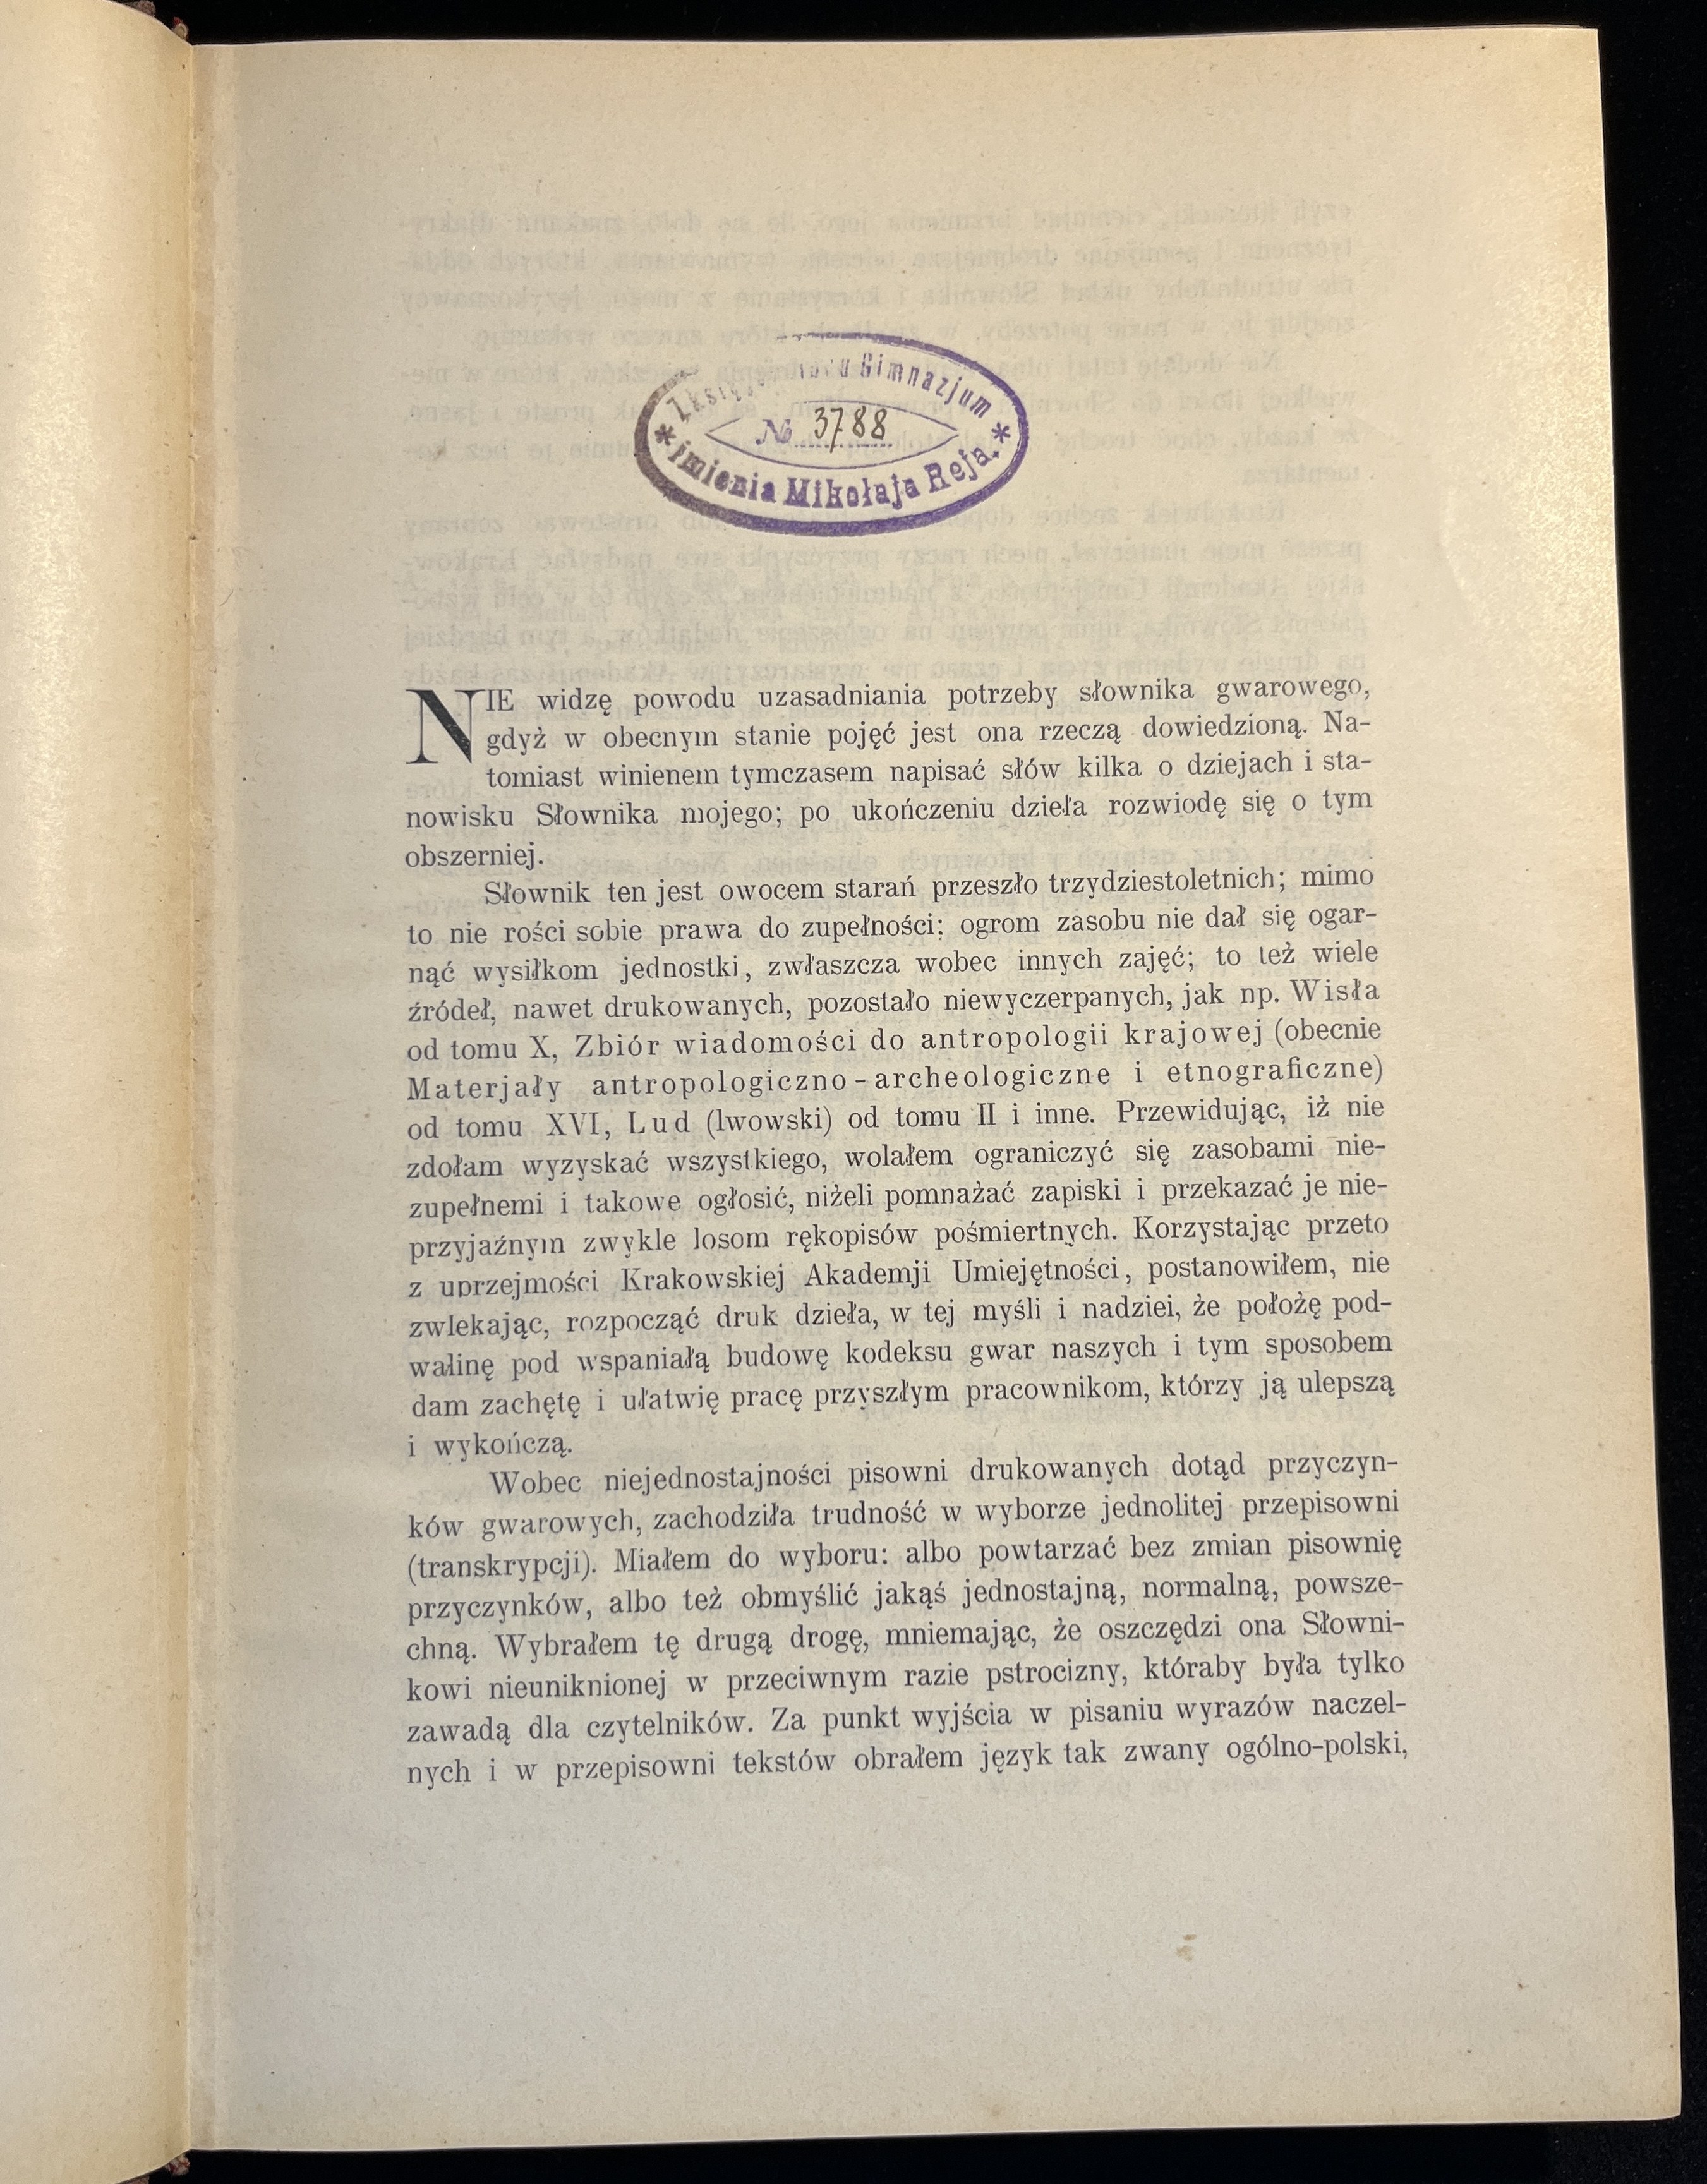 Z księgozbioru Gimnazjum
№ 3788
* imienia Mikołaja Reja. *
NIE widzę powodu uzasadniania potrzeby słownika gwarowego,
gdyż w obecnym stanie pojęć jest ona rzeczą dowiedzioną. Na-
tomiast winienem tymczasem napisać słów kilka o dziejach i sta-
nowisku Słownika mojego; po ukończeniu dzieła rozwiodę się o tym
obszerniej.
Słownik ten jest owocem starań przeszło trzydziestoletnich; mimo
to nie rości sobie prawa do zupełności: ogrom zasobu nie dał się ogar-
nąć wysiłkom jednostki, zwłaszcza wobec innych zajęć; to też wiele
źródeł, nawet drukowanych, pozostało niewyczerpanych, jak np. Wisła
od tomu X, Zbiór wiadomości do antropologii krajowej (obecnie
Materjały antropologiczno-archeologiczne i etnograficzne)
od tomu XVI, Lud (lwowski) od tomu II i inne. Przewidując, iż nie
zdołam wyzyskać wszystkiego, wolałem ograniczyć się zasobami nie-
zupełnemi i takowe ogłosić, niżeli pomnażać zapiski i przekazać je nie-
przyjaźnym zwykle losom rękopisów pośmiertnych. Korzystając przeto
z uprzejmości Krakowskiej Akademji Umiejętności, postanowiłem, nie
zwlekając, rozpocząć druk dzieła, w tej myśli i nadziei, że położę pod-
walinę pod wspaniałą budowę kodeksu gwar naszych i tym sposobem
dam zachętę i ułatwię pracę przyszłym pracownikom, którzy ją ulepszą
i wykończą.
Wobec niejednostajności pisowni drukowanych dotąd przyczyn-
ków gwarowych, zachodziła trudność w wyborze jednolitej przepisowni
(transkrypcji). Miałem do wyboru: albo powtarzać bez zmian pisownię
przyczynków, albo też obmyślić jakąś jednostajną, normalną, powsze-
chną. Wybrałem tę drugą drogę, mniemając, że oszczędzi ona Słowni-
kowi nieuniknionej w przeciwnym razie pstrocizny, któraby była tylko
zawadą dla czytelników. Za punkt wyjścia w pisaniu wyrazów naczel-
nych i w przepisowni tekstów obrałem język tak zwany ogólno-polski,